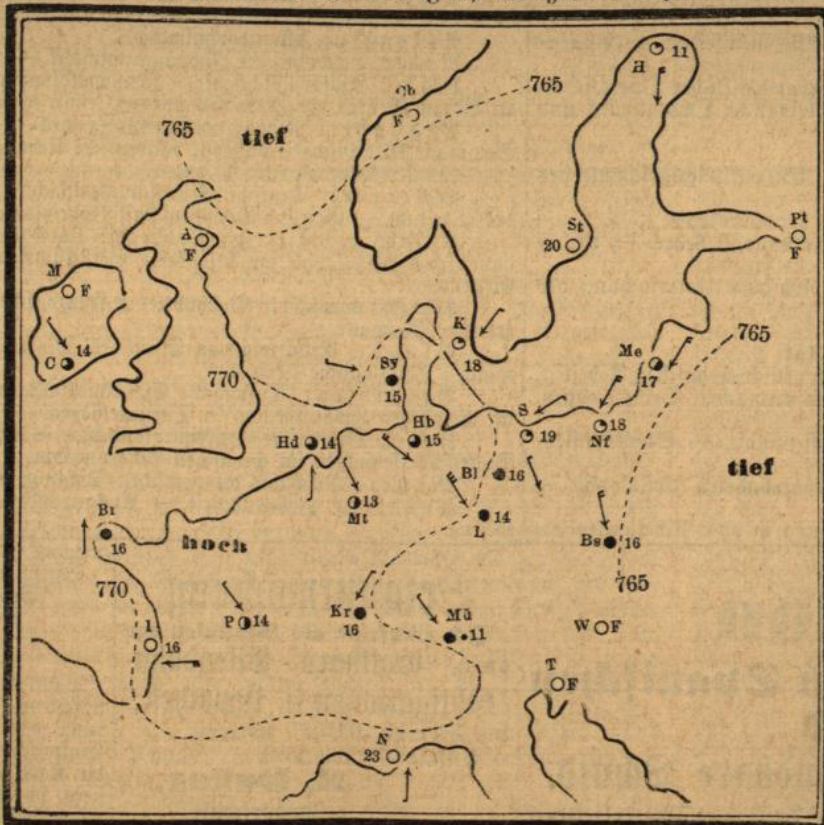 H 11
Cb
F
765
765
tief
A
F
St
20
Pt
F
M
F
C 14
770
K
18
Sy
15
Me
17
765
Hd 14
Hb
15
S
19
18
Nf
tief
Bl 16
Mt 13
L 14
Br
16
hoch
Bs 16
765
770
P 14
Kr
16
Mü
11
W F
1
16
T
F
N
23